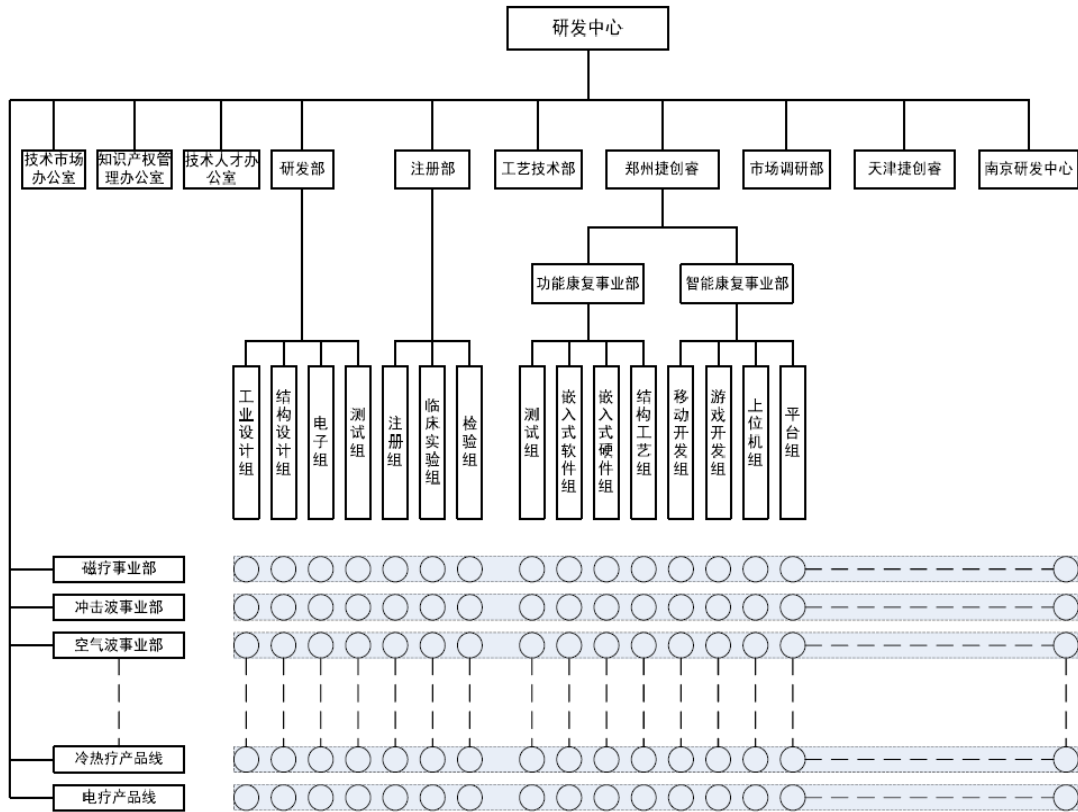 研发中心
技术市场
办公室
知识产权管
理办公室
技术人才办
公室
研发部
注册部
工艺技术部
郑州捷创睿
市场调研部
天津捷创睿
南京研发中心
功能康复事业部
智能康复事业部
工业设计组
结构设计组
电子组
测试组
注册组
临床实验组
检验组
测试组
嵌入式软件组
嵌入式硬件组
结构工艺组
移动开发组
游戏开发组
上位机组
平台组
磁疗事业部
冲击波事业部
空气波事业部
冷热疗产品线
电疗产品线